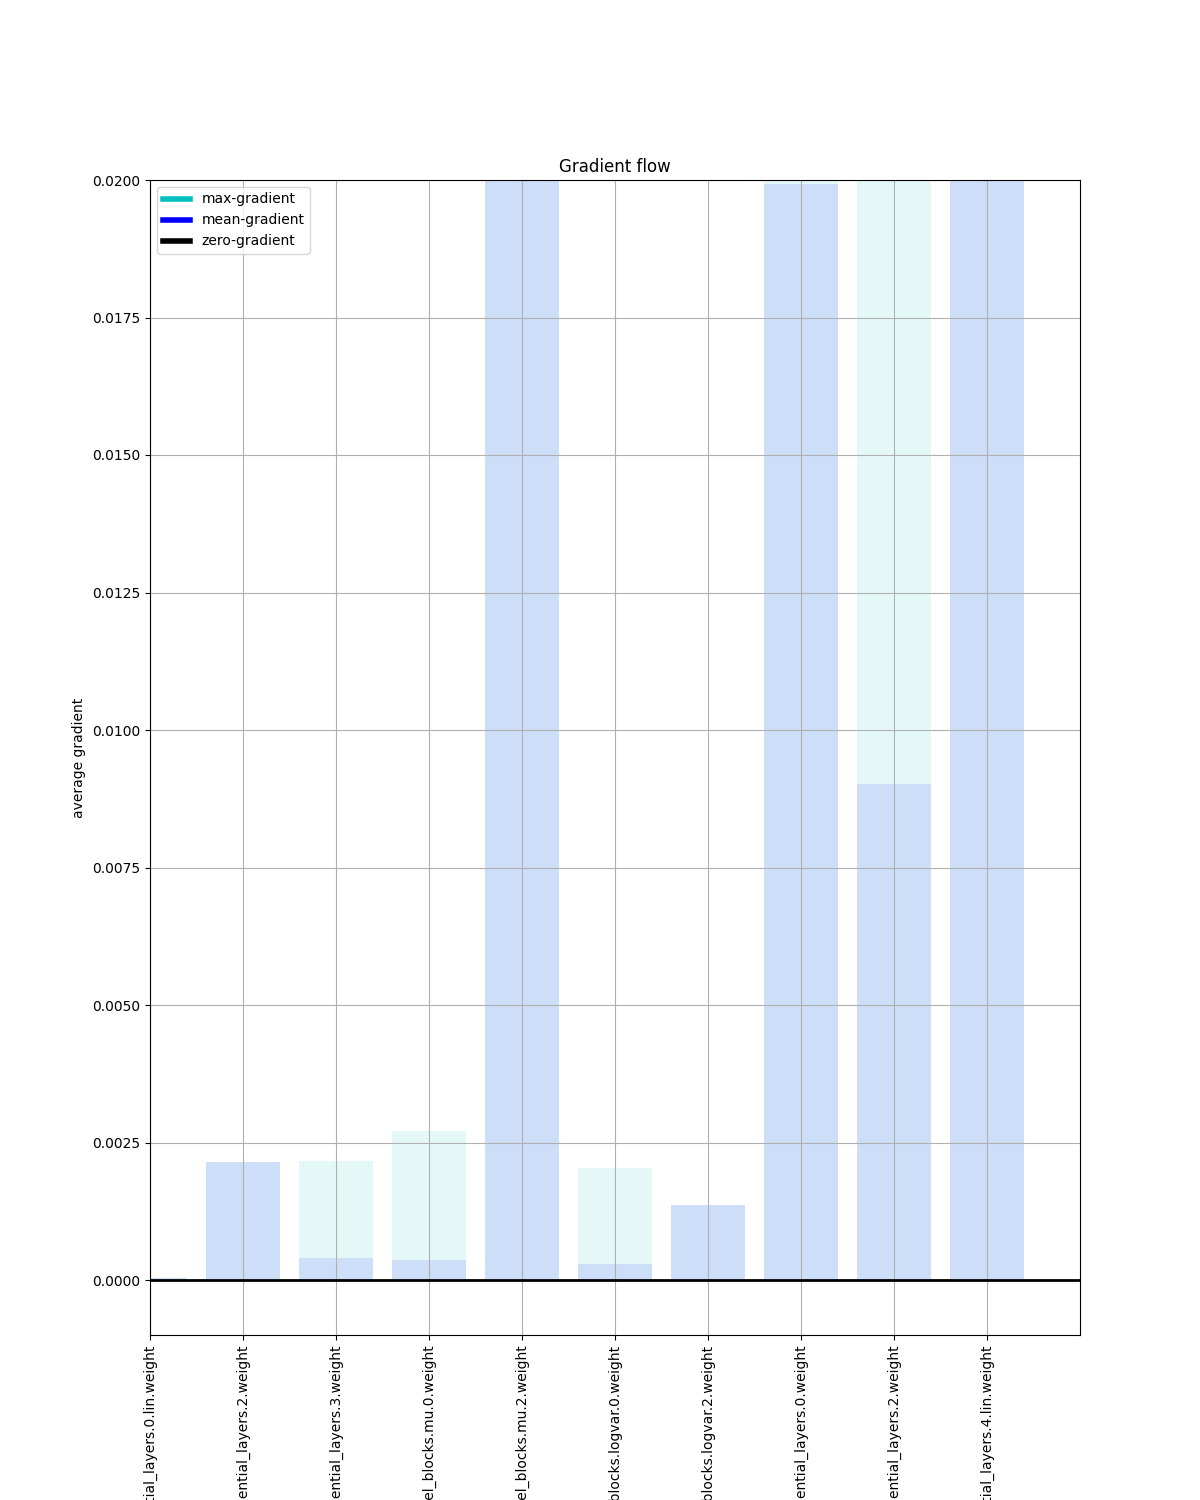 Gradient flow
max-gradient
mean-gradient
zero-gradient
average gradient
0.0200
0.0175
0.0150
0.0125
0.0100
0.0075
0.0050
0.0025
0.0000
tial_layers.0.lin.weight
ential_layers.2.weight
ential_layers.3.weight
el_blocks.mu.0.weight
el_blocks.mu.2.weight
blocks.logvar.0.weight
blocks.logvar.2.weight
ential_layers.0.weight
ential_layers.2.weight
tial_layers.4.lin.weight